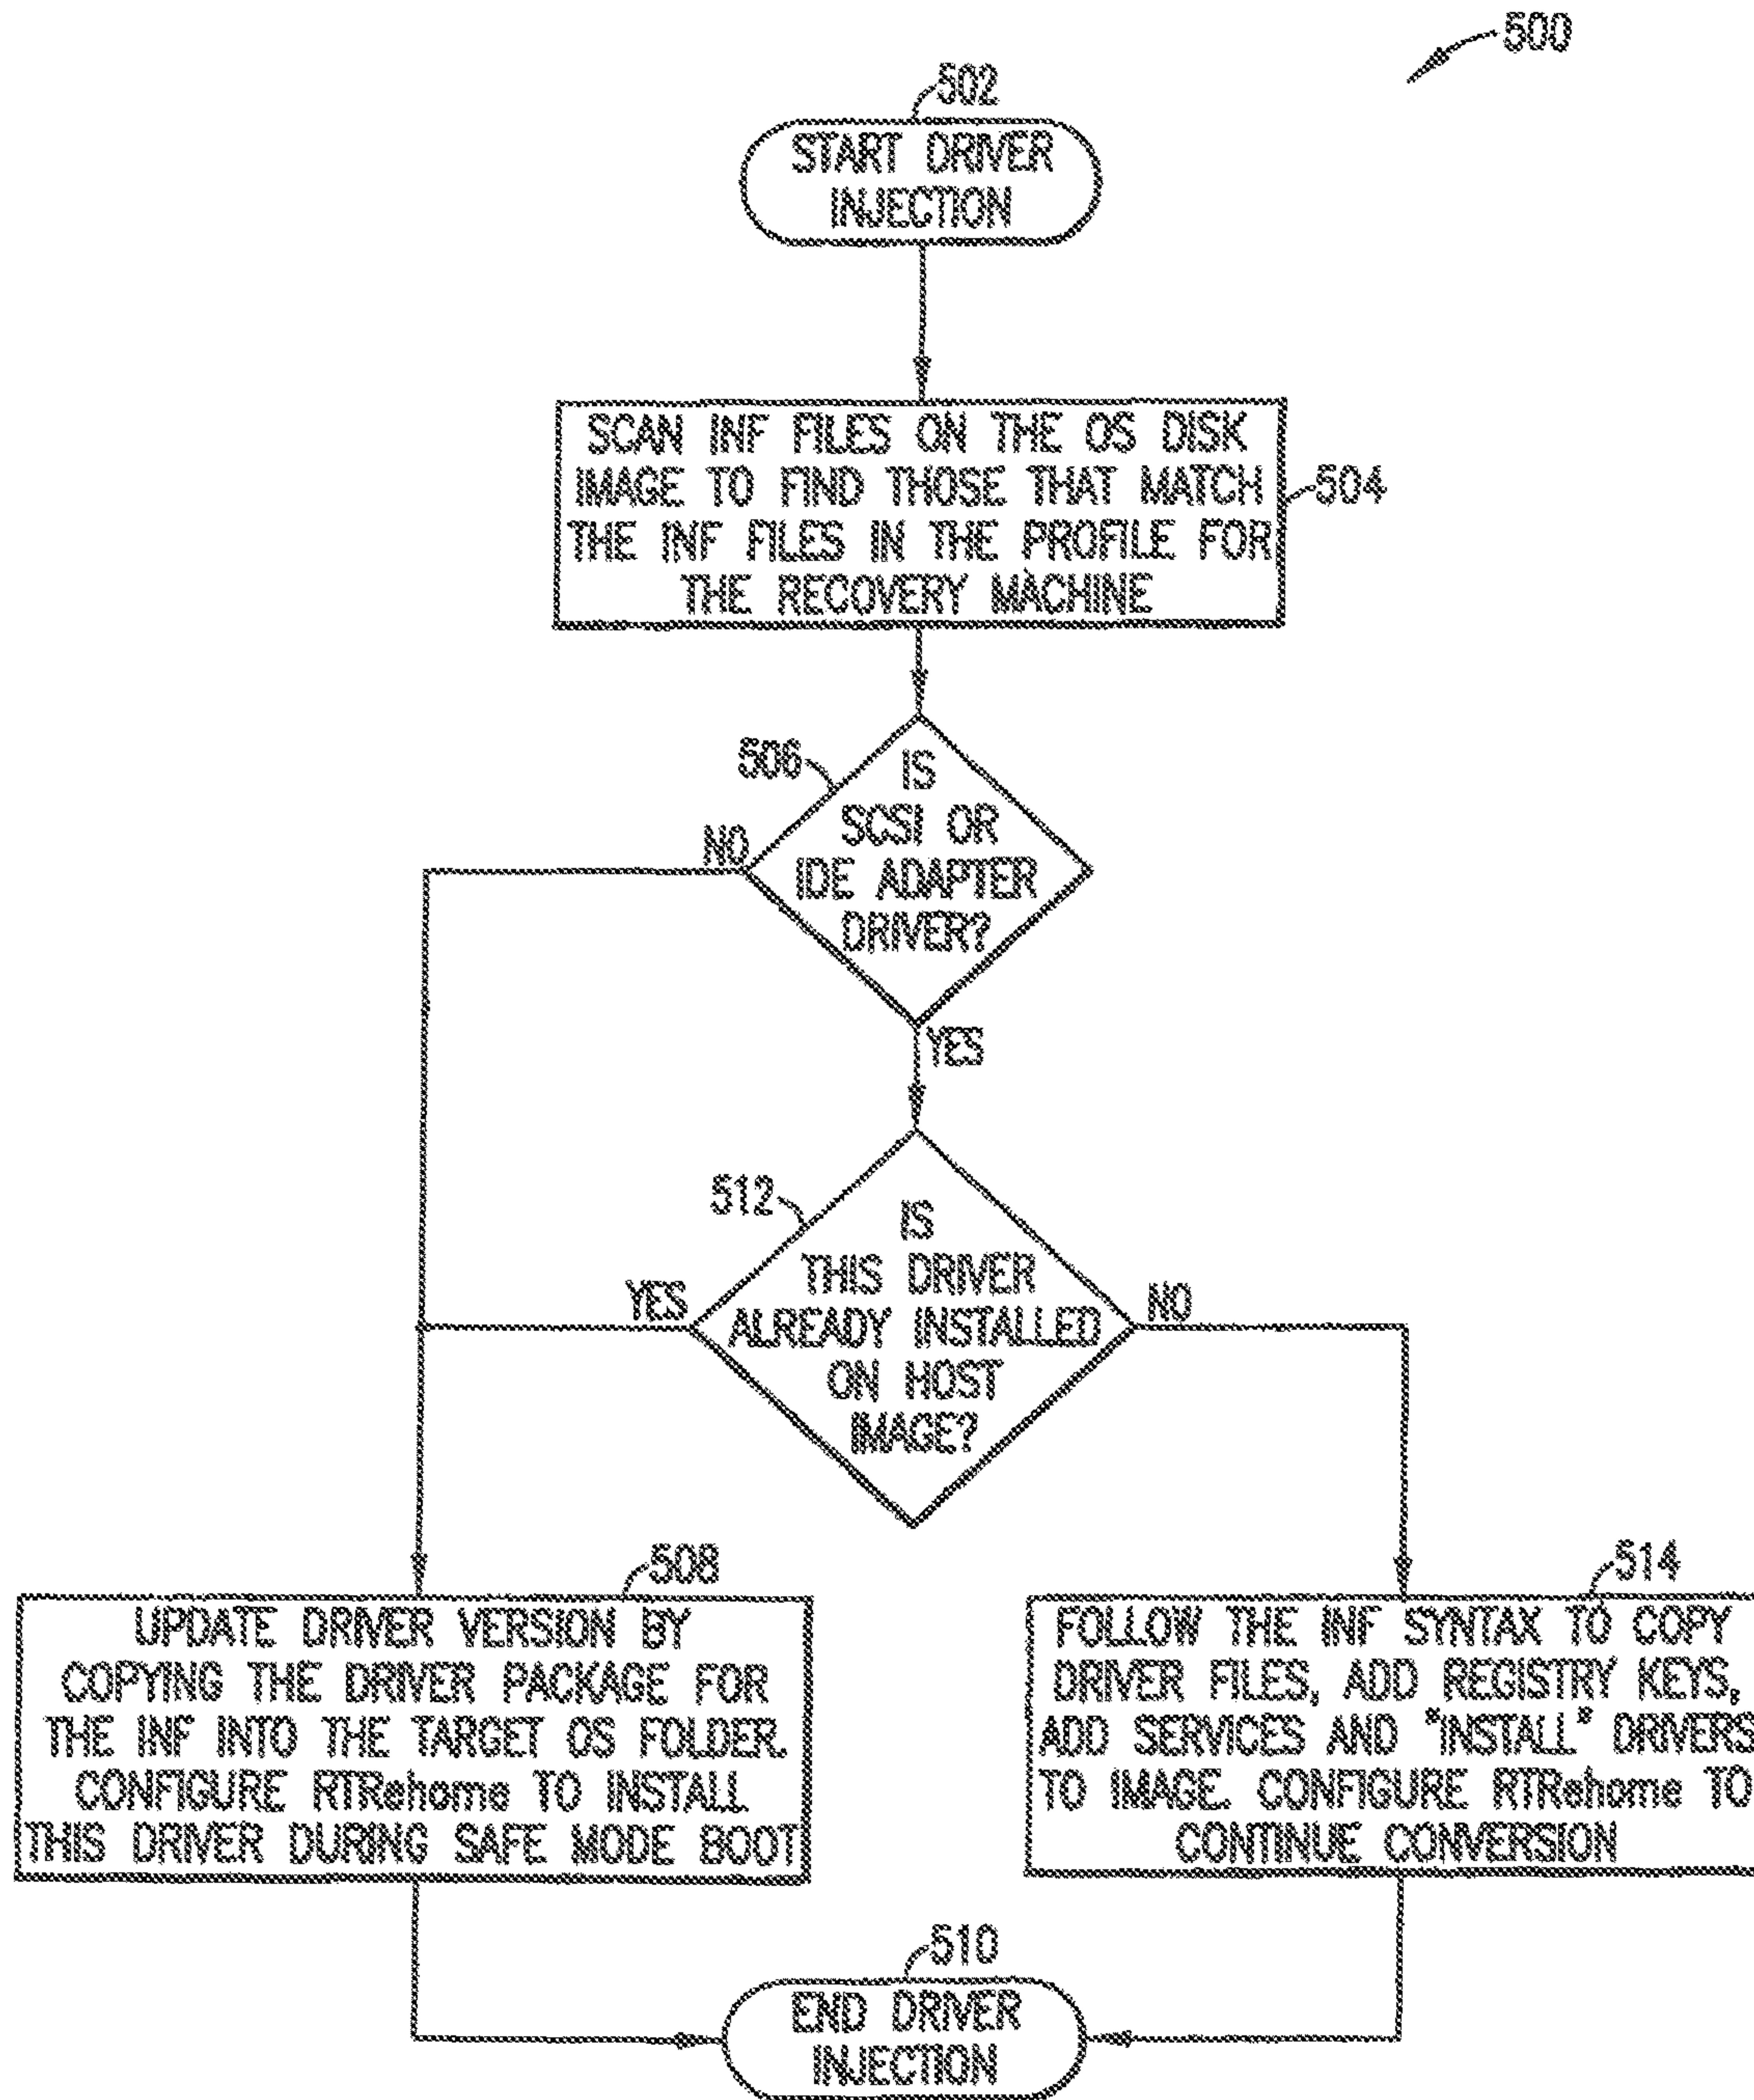 500
502
START DRIVER
INJECTION
SCAN INF FILES ON THE OS DISK
IMAGE TO FIND THOSE THAT MATCH
THE INF FILES IN THE PROFILE FOR
THE RECOVERY MACHINE
504
506
IS
SCSI OR
IDE ADAPTER
DRIVER?
NO
YES
512
IS
THIS DRIVER
ALREADY INSTALLED
ON HOST
IMAGE?
YES
NO
508
UPDATE DRIVER VERSION BY
COPYING THE DRIVER PACKAGE FOR
THE INF INTO THE TARGET OS FOLDER.
CONFIGURE RTRehome TO INSTALL
THIS DRIVER DURING SAFE MODE BOOT
514
FOLLOW THE INF SYNTAX TO COPY
DRIVER FILES, ADD REGISTRY KEYS,
ADD SERVICES AND "INSTALL" DRIVERS
TO IMAGE. CONFIGURE RTRehome TO
CONTINUE CONVERSION
510
END DRIVER
INJECTION